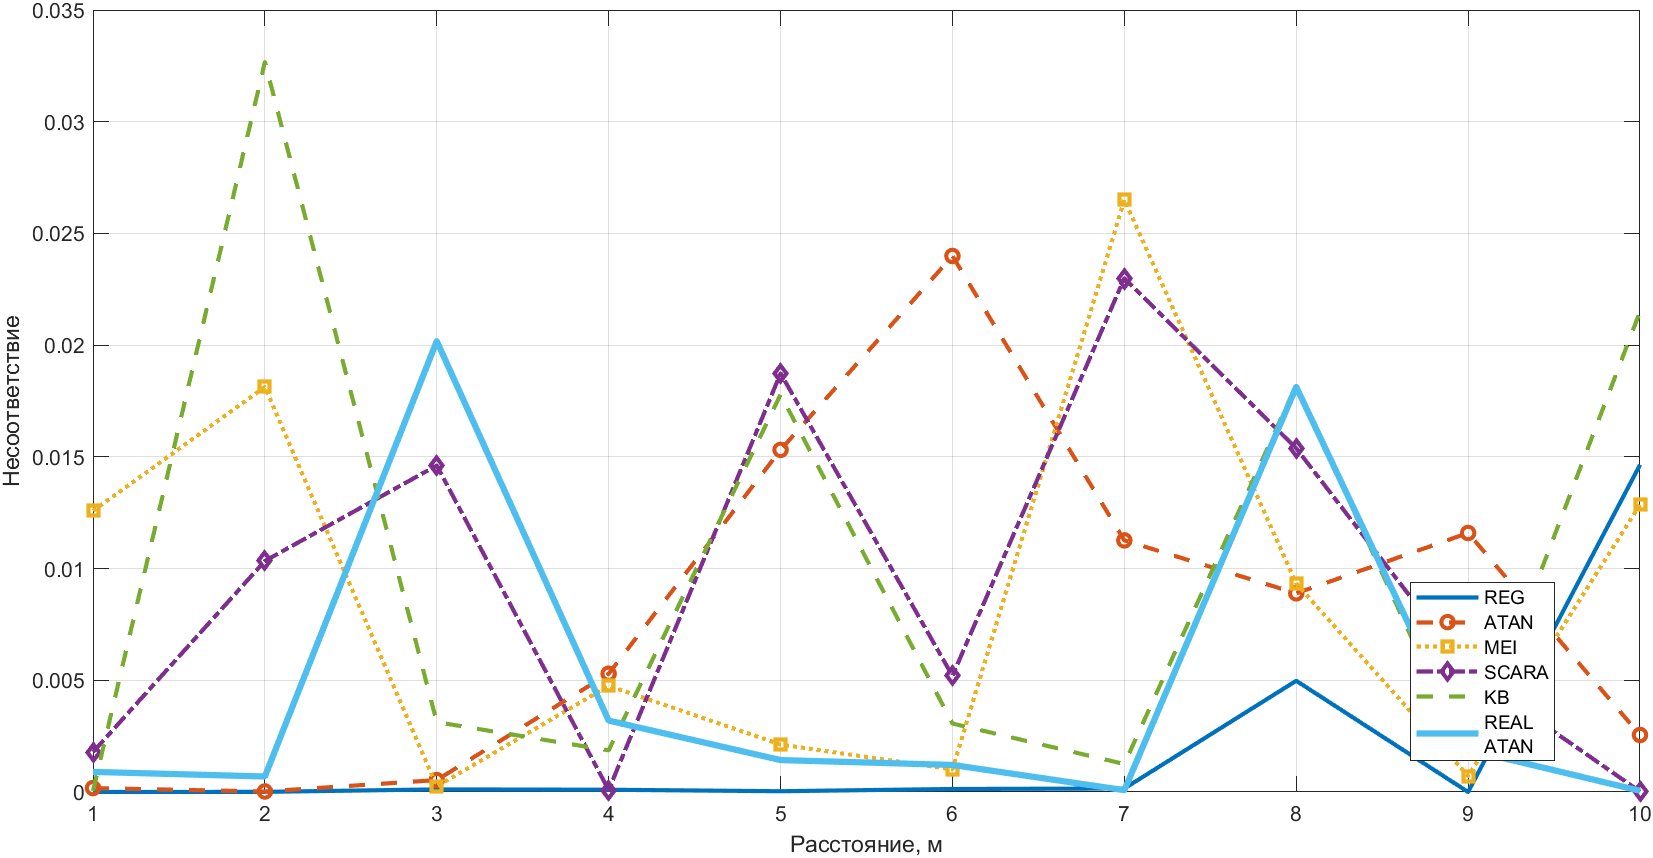 0.035
0.03
0.025
0.02
0.015
0.01
0.005
0
Несоответствие
1 2 3 4 5 6 7 8 9 10
Расстояние, м
REG
ATAN
MEI
SCARA
KB
REAL
ATAN